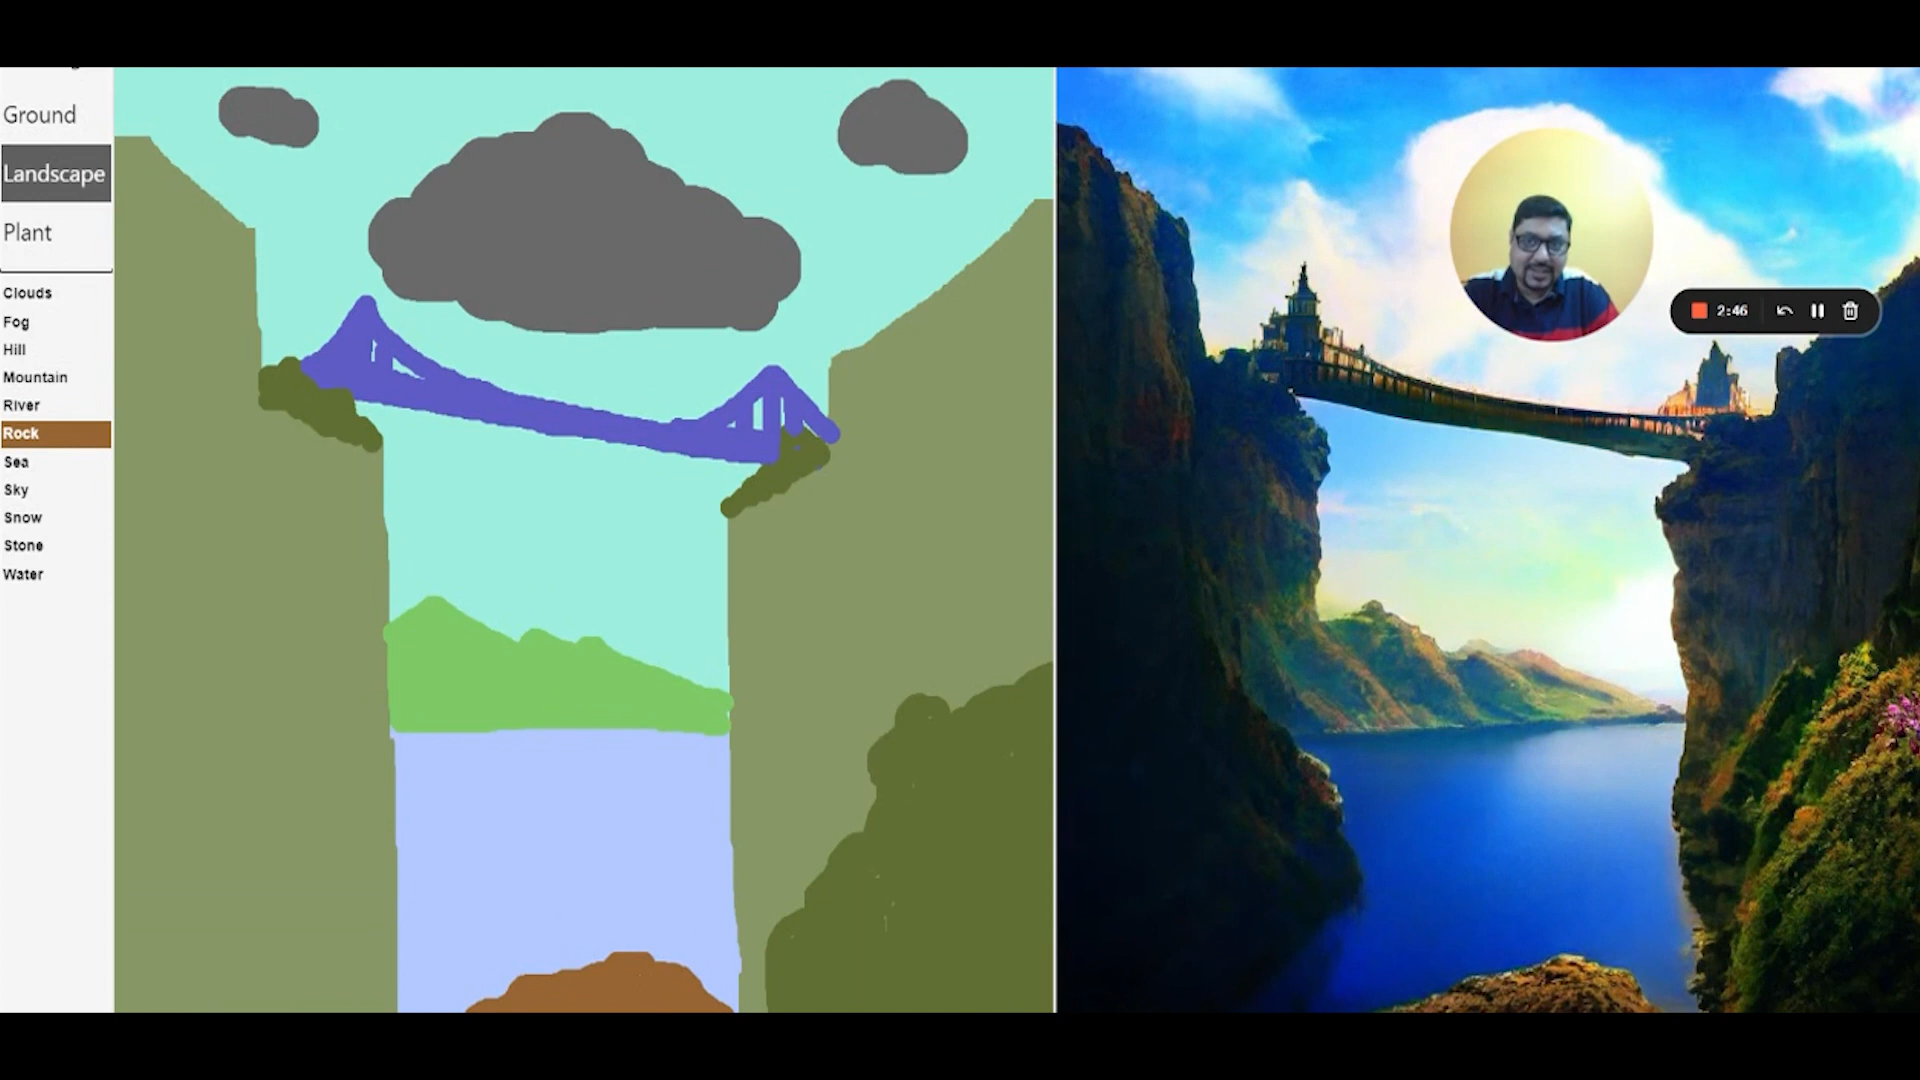 Ground
Landscape
Plant
Clouds
Fog
Hill
Mountain
River
Rock
Sea
Sky
Snow
Stone
Water
2:46